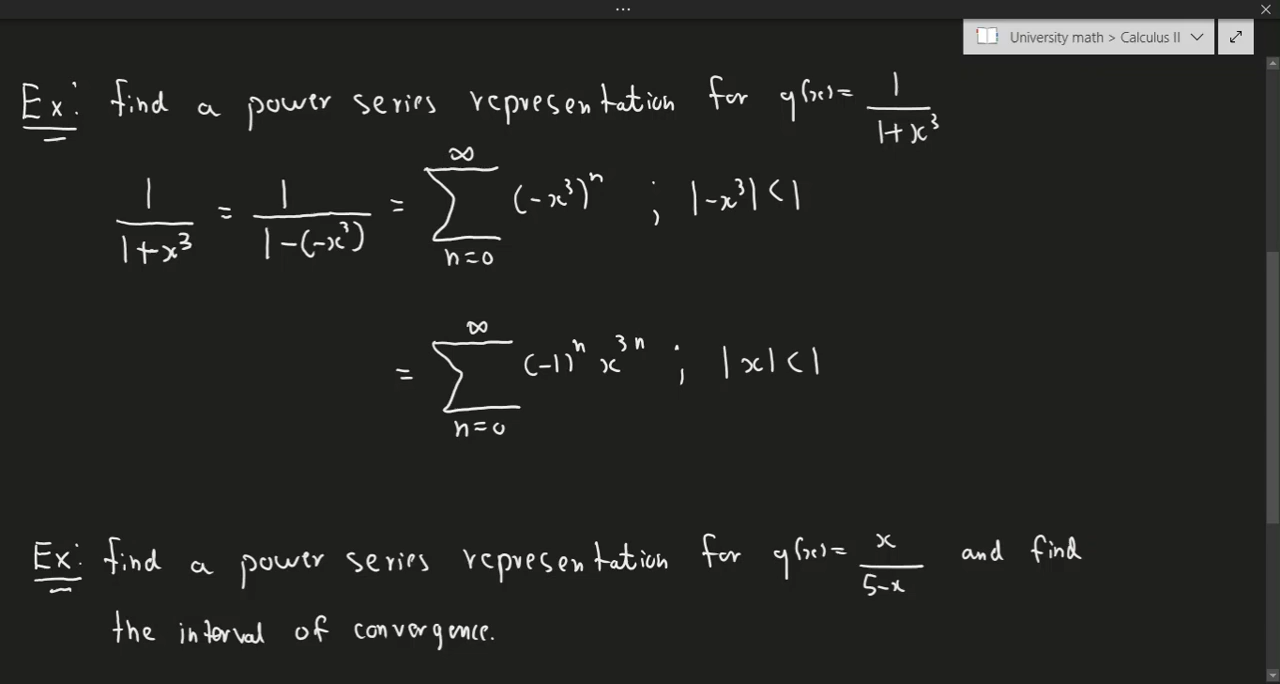 ...
University math > Calculus II
Ex: find a power series representation for g(x) = 1/(1+x³)
1/(1+x³) = 1/(1-(-x³)) = ∑_{n=0}^{∞} (-x³)ⁿ ; |-x³| < 1
= ∑_{n=0}^{∞} (-1)ⁿ x³ⁿ ; |x| < 1
Ex: find a power series representation for g(x) = x/(5-x) and find
the interval of convergence.